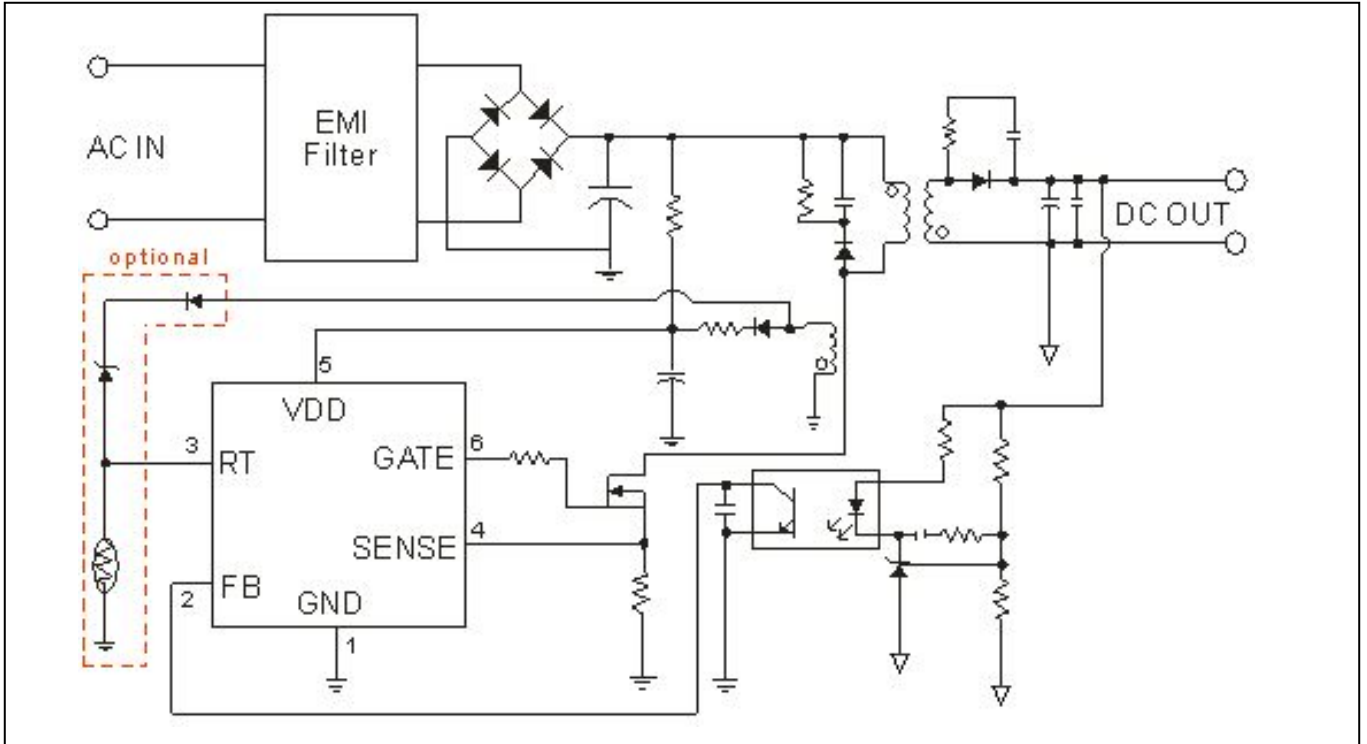 EMI
Filter
AC IN
DC OUT
optional
5
VDD
3
RT
GATE
6
SENSE
4
2
FB
GND
1